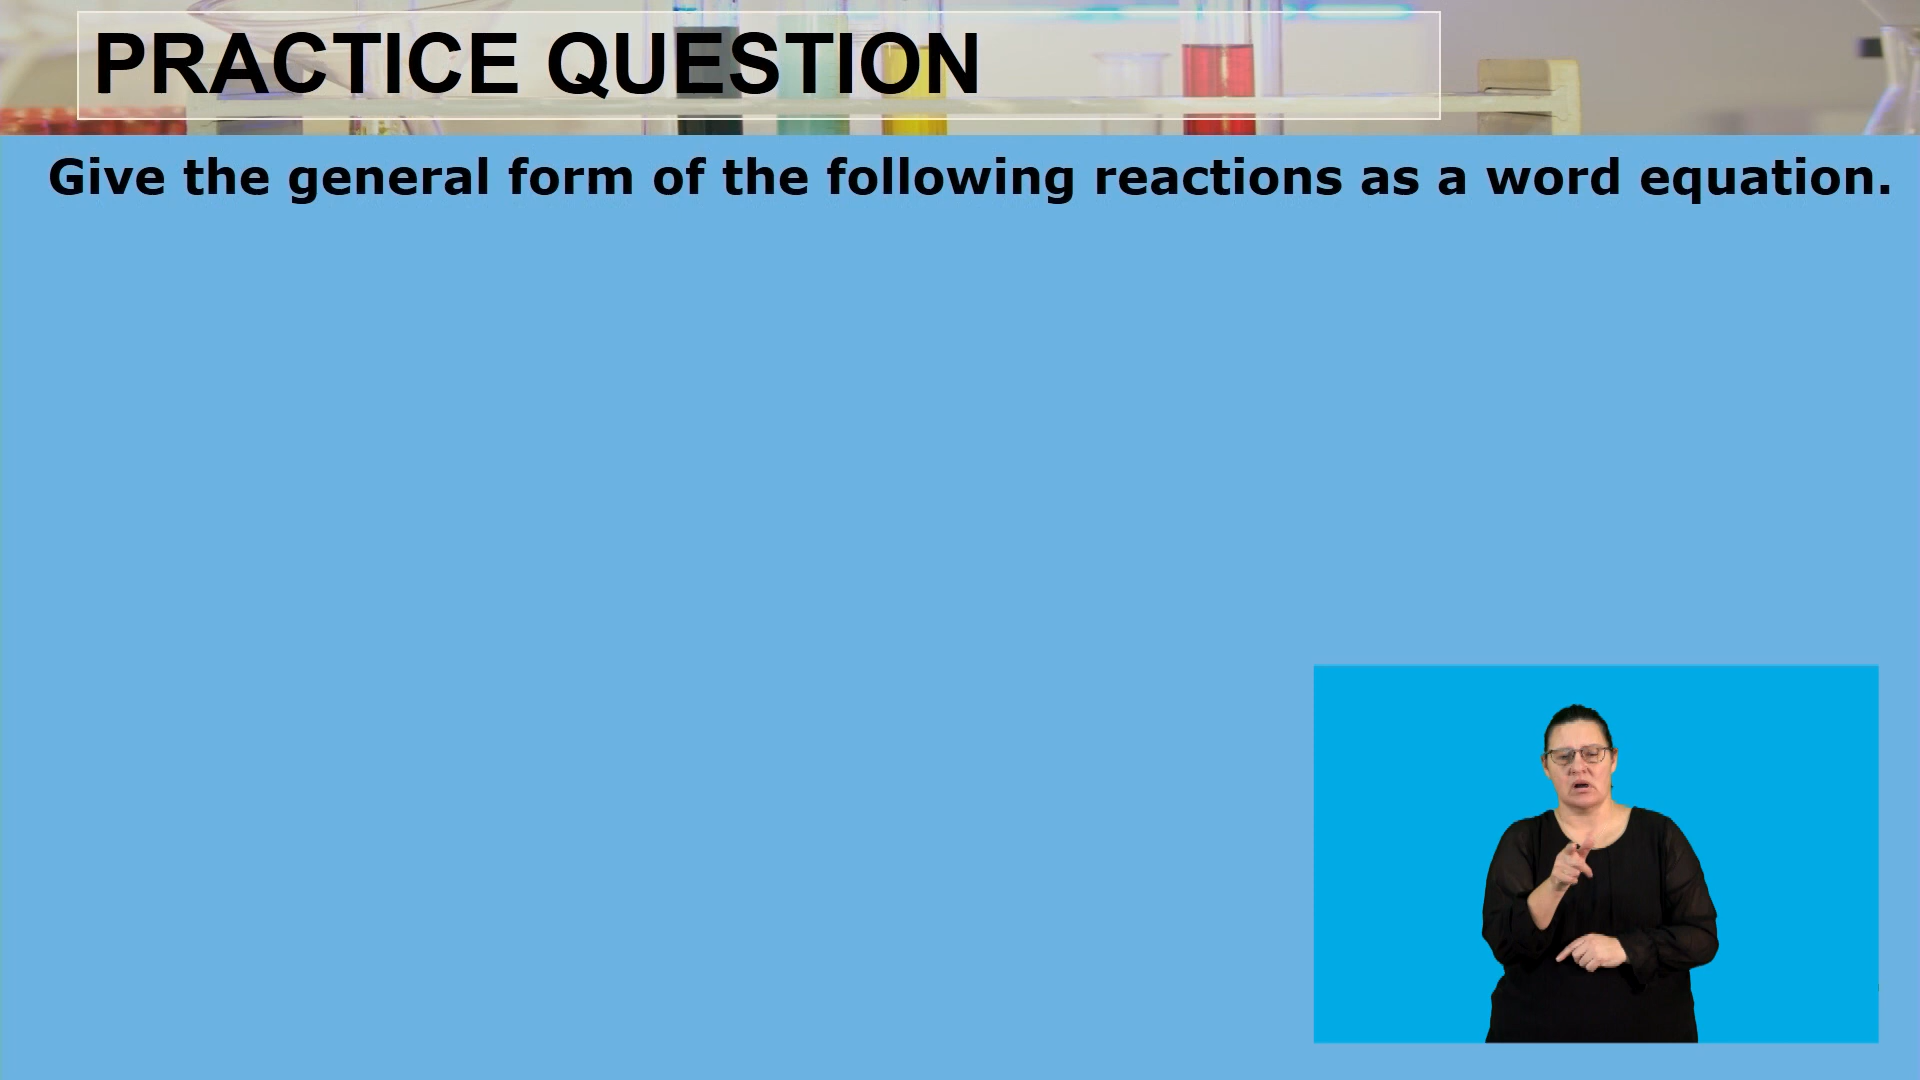 PRACTICE QUESTION
Give the general form of the following reactions as a word equation.